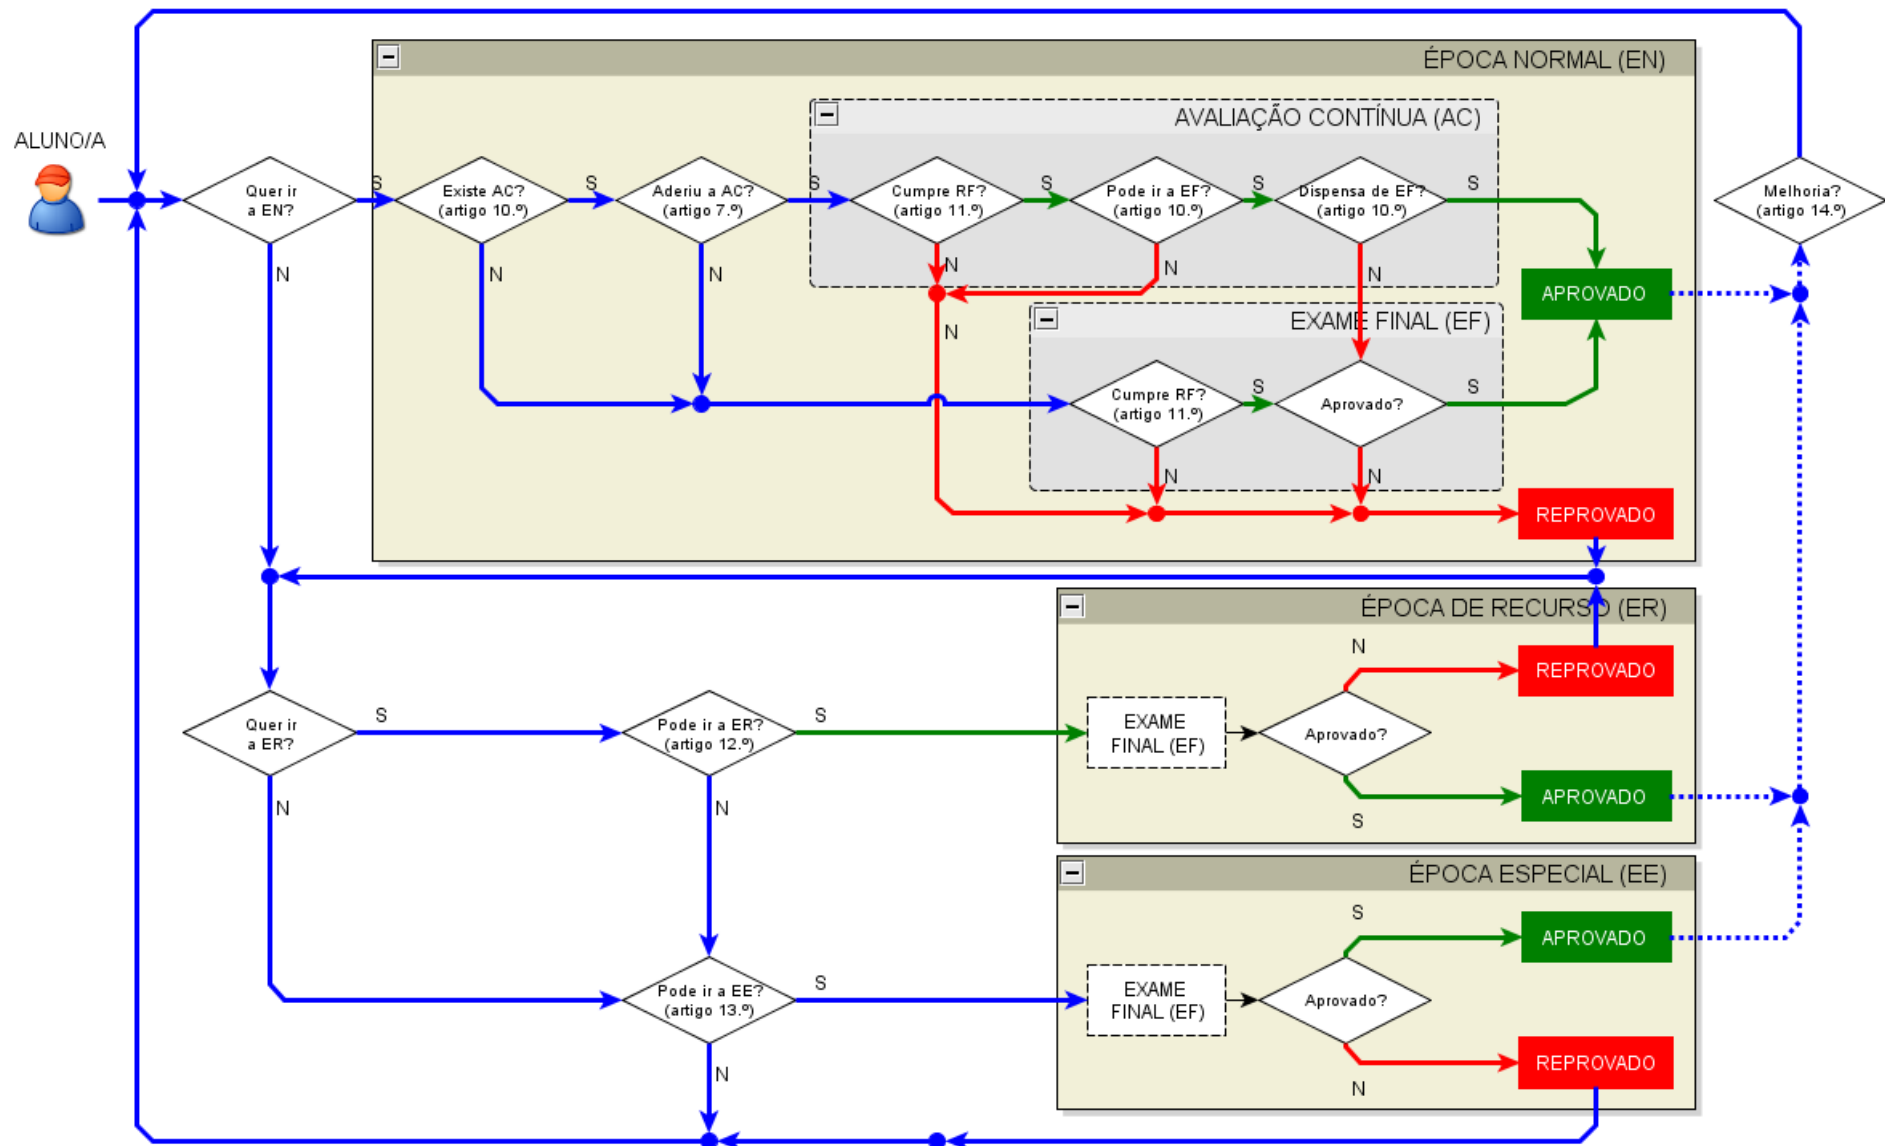 ÉPOCA NORMAL (EN)
AVALIAÇÃO CONTÍNUA (AC)
ALUNO/A
Quer ir
a EN?
S
Existe AC?
(artigo 10.º)
S
Aderiu a AC?
(artigo 7.º)
S
Cumpre RF?
(artigo 11.º)
S
Pode ir a EF?
(artigo 10.º)
S
Dispensa de EF?
(artigo 10.º)
S
Melhoria?
(artigo 14.º)
N
N
N
N
N
N
APROVADO
N
EXAME FINAL (EF)
Cumpre RF?
(artigo 11.º)
S
Aprovado?
S
N
N
REPROVADO
ÉPOCA DE RECURSO (ER)
N
REPROVADO
Quer ir
a ER?
S
Pode ir a ER?
(artigo 12.º)
S
EXAME
FINAL (EF)
Aprovado?
N
N
APROVADO
S
ÉPOCA ESPECIAL (EE)
S
APROVADO
Pode ir a EE?
(artigo 13.º)
S
EXAME
FINAL (EF)
Aprovado?
REPROVADO
N
N